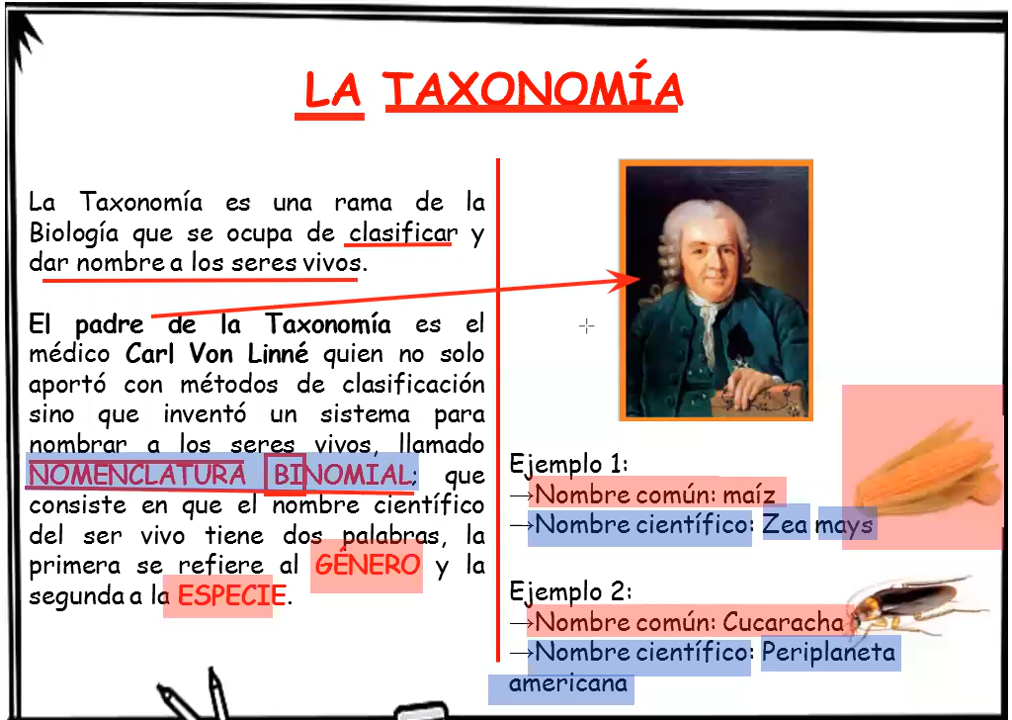 LA TAXONOMÍA
La Taxonomía es una rama de la
Biología que se ocupa de clasificar y
dar nombre a los seres vivos.
El padre de la Taxonomía es el
médico Carl Von Linné quien no solo
aportó con métodos de clasificación
sino que inventó un sistema para
nombrar a los seres vivos, llamado
NOMENCLATURA BINOMIAL; que
consiste en que el nombre científico
del ser vivo tiene dos palabras, la
primera se refiere al GÉNERO y la
segunda a la ESPECIE.
Ejemplo 1:
→Nombre común: maíz
→Nombre científico: Zea mays
Ejemplo 2:
→Nombre común: Cucaracha
→Nombre científico: Periplaneta
americana